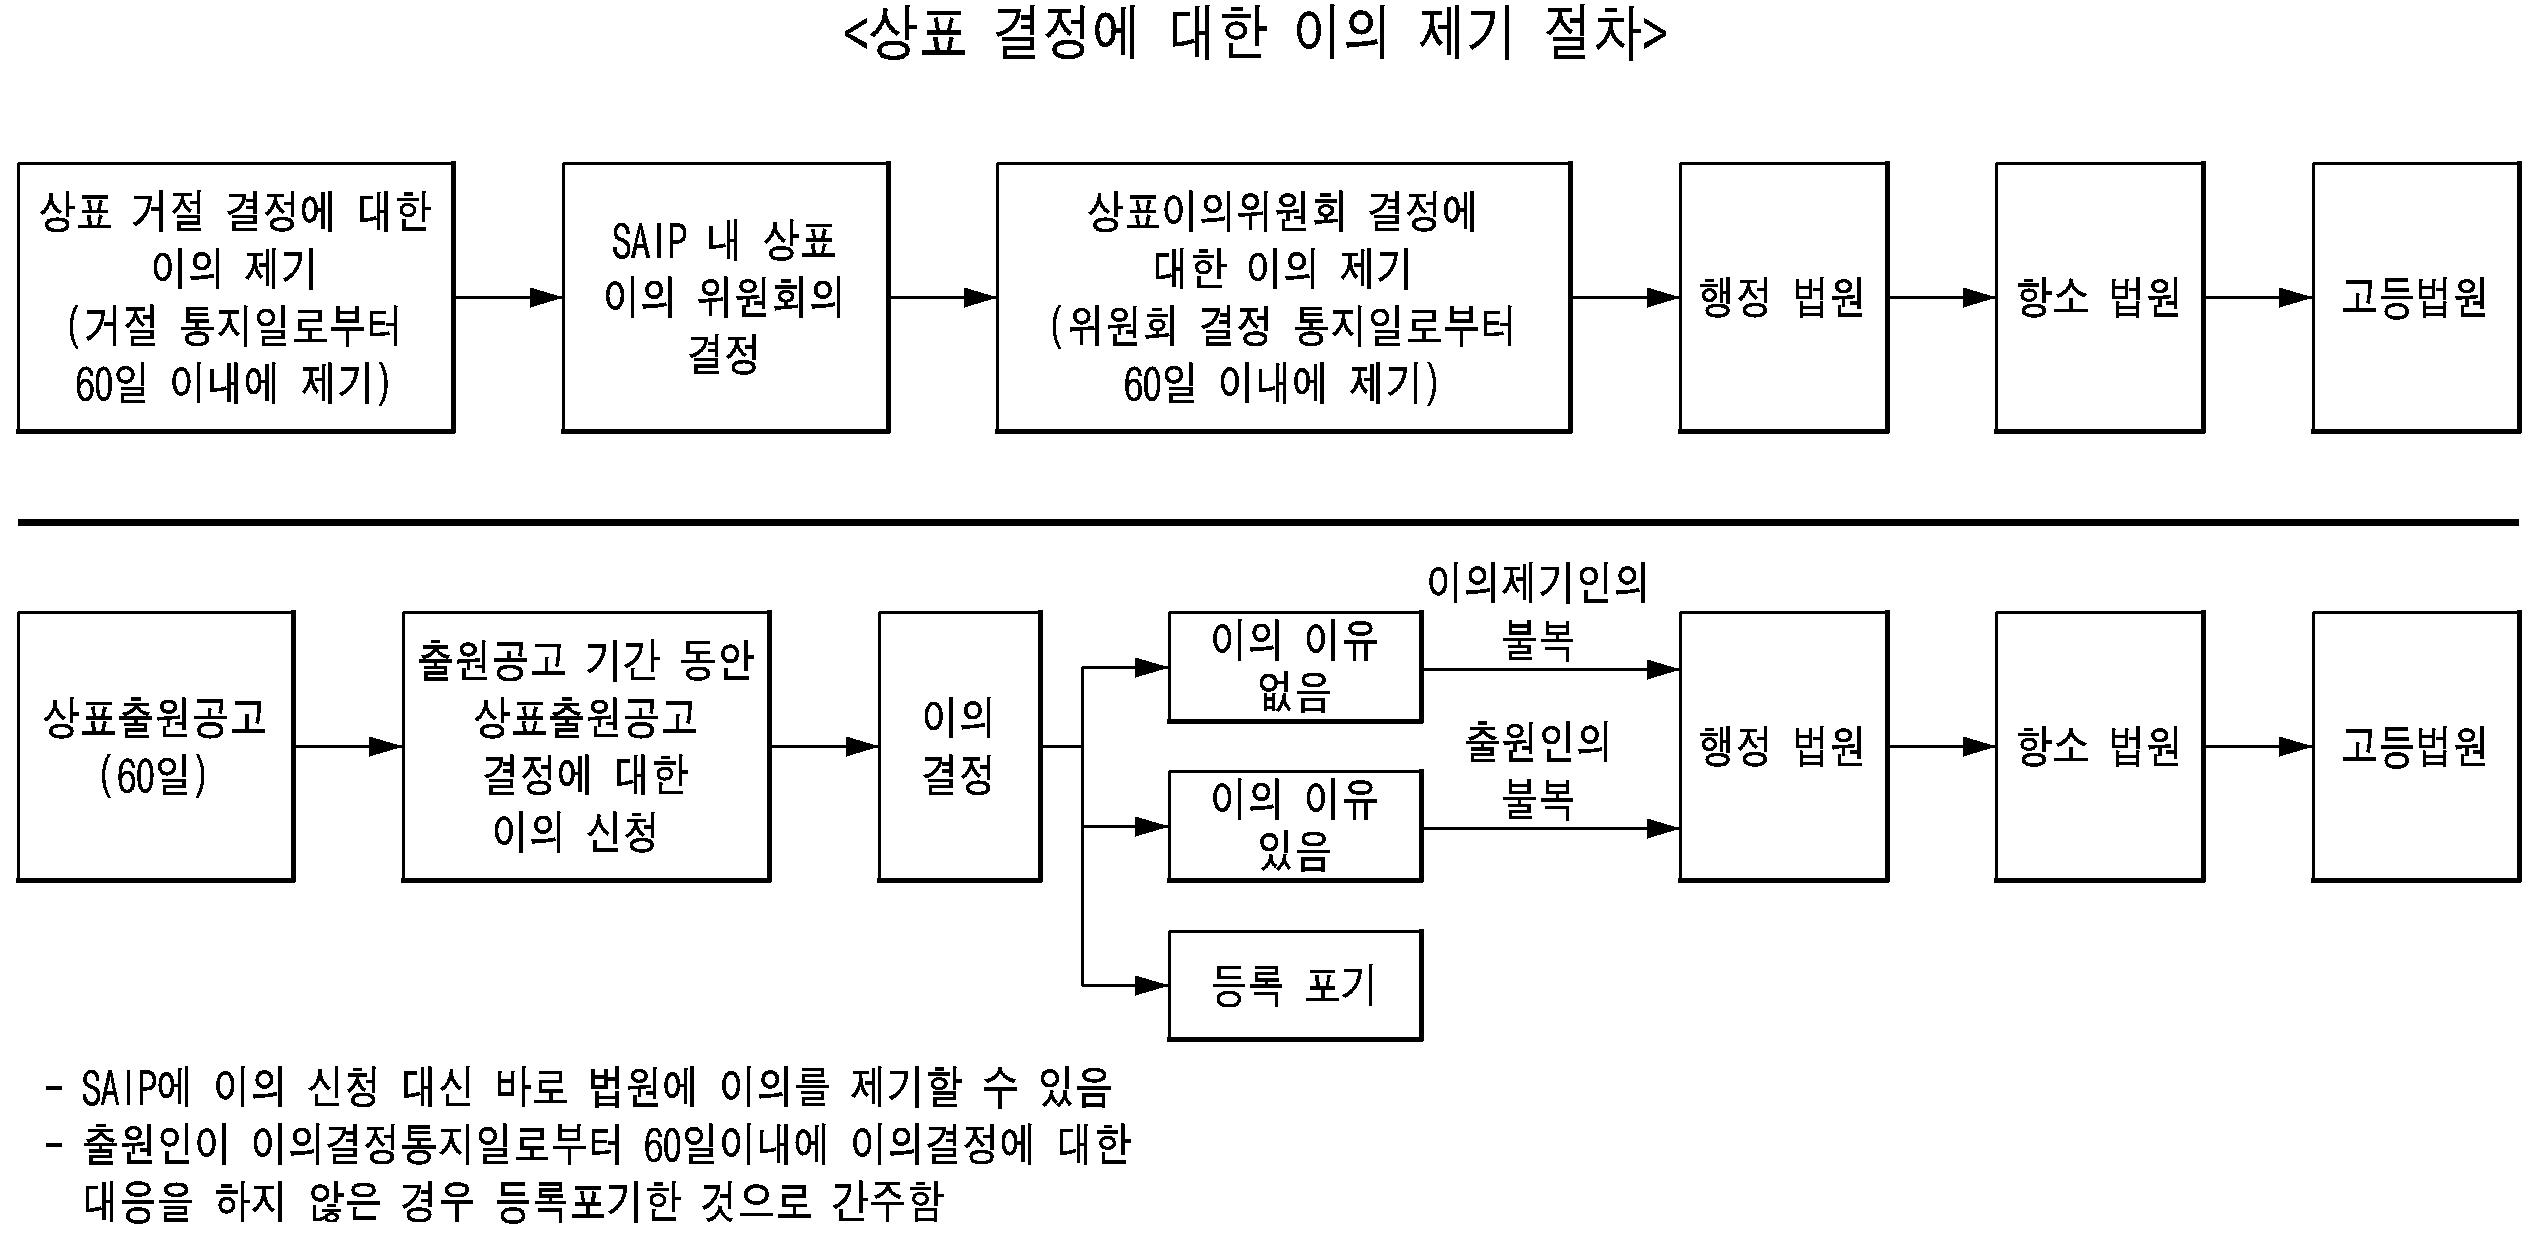 <상표 결정에 대한 이의 제기 절차>
상표 거절 결정에 대한
이의 제기
(거절 통지일로부터
60일 이내에 제기)
SAIP 내 상표
이의 위원회의
결정
상표이의위원회 결정에
대한 이의 제기
(위원회 결정 통지일로부터
60일 이내에 제기)
행정 법원
항소 법원
고등법원
상표출원공고
(60일)
출원공고 기간 동안
상표출원공고
결정에 대한
이의 신청
이의
결정
이의 이유
없음
이의제기인의
불복
이의 이유
있음
출원인의
불복
등록 포기
행정 법원
항소 법원
고등법원
- SAIP에 이의 신청 대신 바로 법원에 이의를 제기할 수 있음
- 출원인이 이의결정통지일로부터 60일이내에 이의결정에 대한
대응을 하지 않은 경우 등록포기한 것으로 간주함